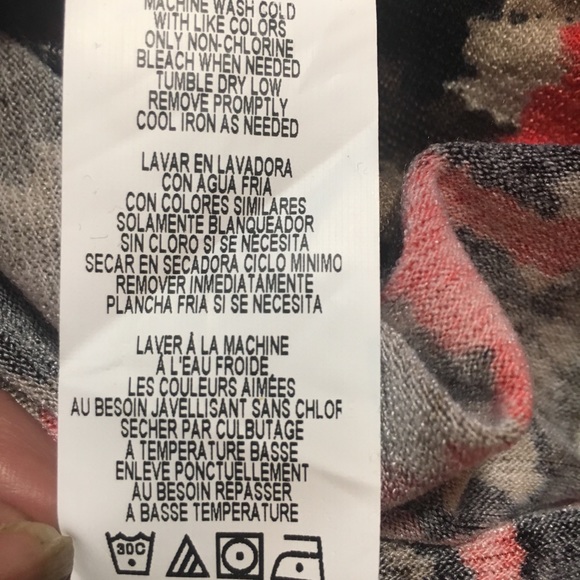 MACHINE WASH COLD
WITH LIKE COLORS
ONLY NON-CHLORINE
BLEACH WHEN NEEDED
TUMBLE DRY LOW
REMOVE PROMPTLY
COOL IRON AS NEEDED
LAVAR EN LAVADORA
CON AGUA FRIA
CON COLORES SIMILARES
SOLAMENTE BLANQUEADOR
SIN CLORO SI SE NECESITA
SECAR EN SECADORA CICLO MINIMO
REMOVER INMEDIATAMENTE
PLANCHA FRIA SI SE NECESITA
LAVER À LA MACHINE
Á L'EAU FROIDE
LES COULEURS AIMÉES
AU BESOIN JAVELLISANT SANS CHLOR
SECHER PAR CULBUTAGE
A TEMPERATURE BASSE
ENLEVE PONCTUELLEMENT
AU BESOIN REPASSER
A BASSE TEMPERATURE
30C